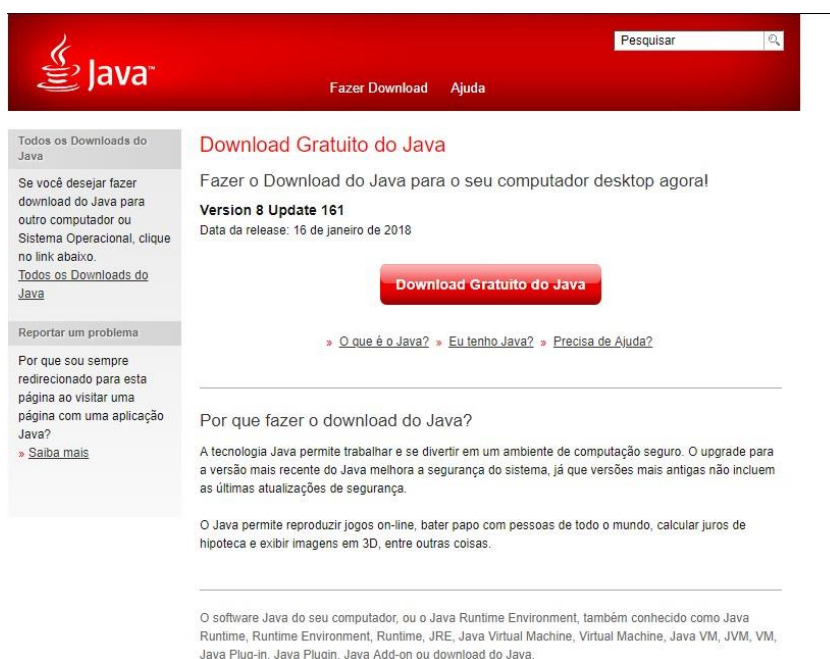 Java™
Pesquisar
Fazer Download Ajuda
Todos os Downloads do
Java
Se você desejar fazer
download do Java para
outro computador ou
Sistema Operacional, clique
no link abaixo.
Todos os Downloads do
Java
Reportar um problema
Por que sou sempre
redirecionado para esta
página ao visitar uma
página com uma aplicação
Java?
» Saiba mais
Download Gratuito do Java
Fazer o Download do Java para o seu computador desktop agora!
Version 8 Update 161
Data da release: 16 de janeiro de 2018
Download Gratuito do Java
» O que é o Java? » Eu tenho Java? » Precisa de Ajuda?
Por que fazer o download do Java?
A tecnologia Java permite trabalhar e se divertir em um ambiente de computação seguro. O upgrade para
a versão mais recente do Java melhora a segurança do sistema, já que versões mais antigas não incluem
as últimas atualizações de segurança.
O Java permite reproduzir jogos on-line, bater papo com pessoas de todo o mundo, calcular juros de
hipoteca e exibir imagens em 3D, entre outras coisas.
O software Java do seu computador, ou o Java Runtime Environment, também conhecido como Java
Runtime, Runtime Environment, Runtime, JRE, Java Virtual Machine, Virtual Machine, Java VM, JVM, VM,
Java Plug-in, Java Plugin, Java Add-on ou download do Java.